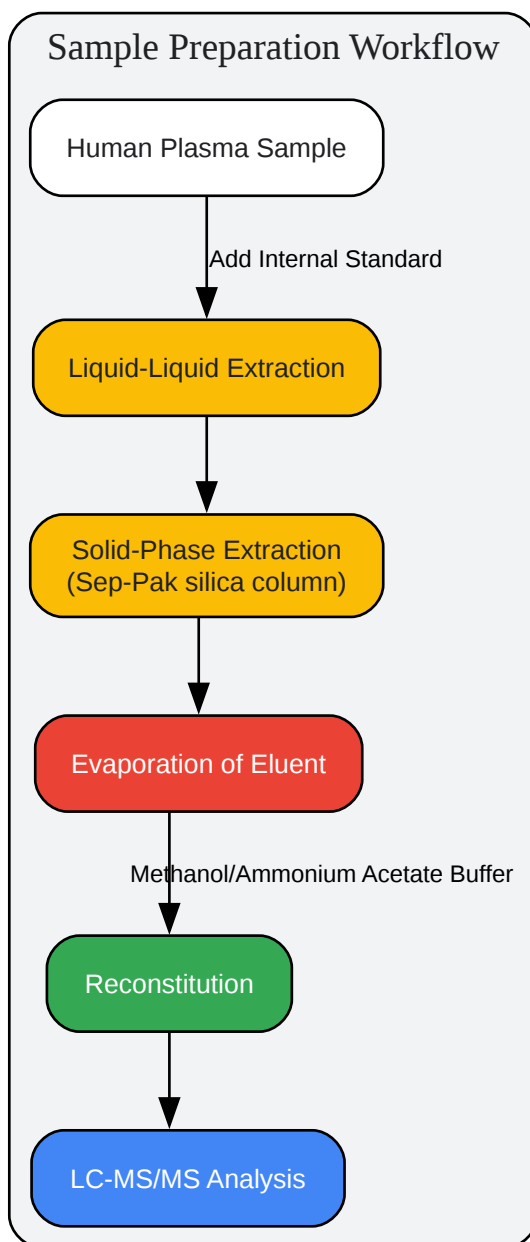 Sample Preparation Workflow
Human Plasma Sample
Add Internal Standard
Liquid-Liquid Extraction
Solid-Phase Extraction
(Sep-Pak silica column)
Evaporation of Eluent
Methanol/Ammonium Acetate Buffer
Reconstitution
LC-MS/MS Analysis